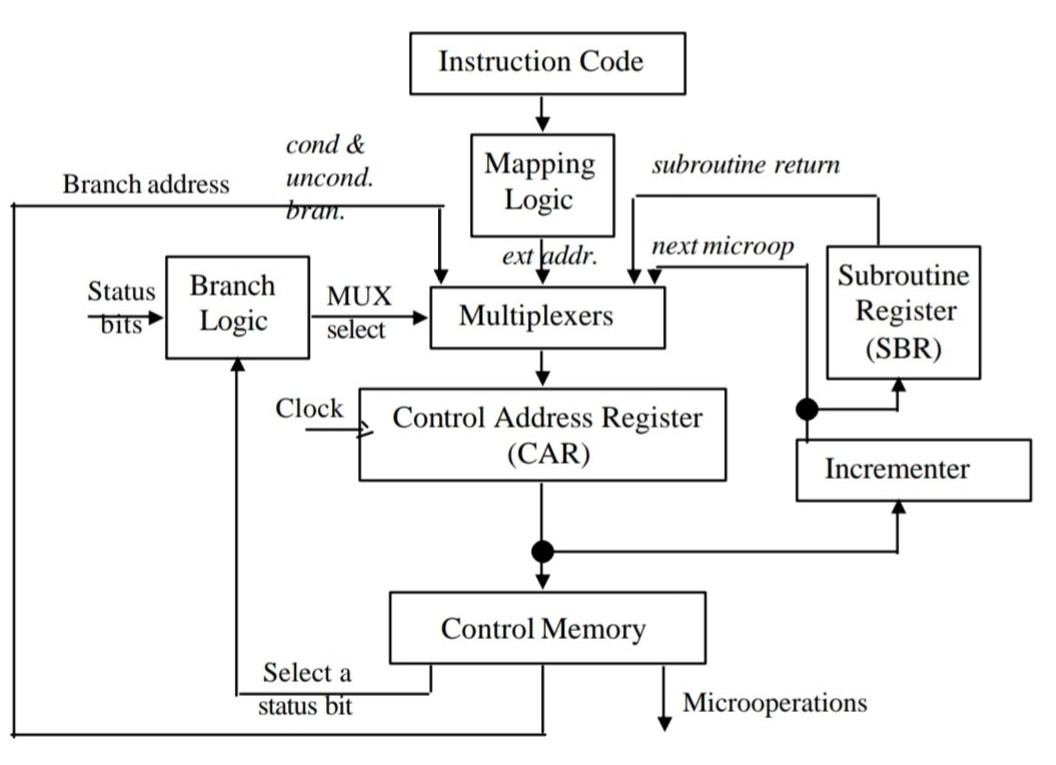 Instruction Code
cond &
uncond.
bran.
Branch address
Mapping
Logic
subroutine return
ext addr.
next microop
Status
bits
Branch
Logic
MUX
select
Multiplexers
Subroutine
Register
(SBR)
Clock
Control Address Register
(CAR)
Incrementer
Control Memory
Select a
status bit
Microoperations